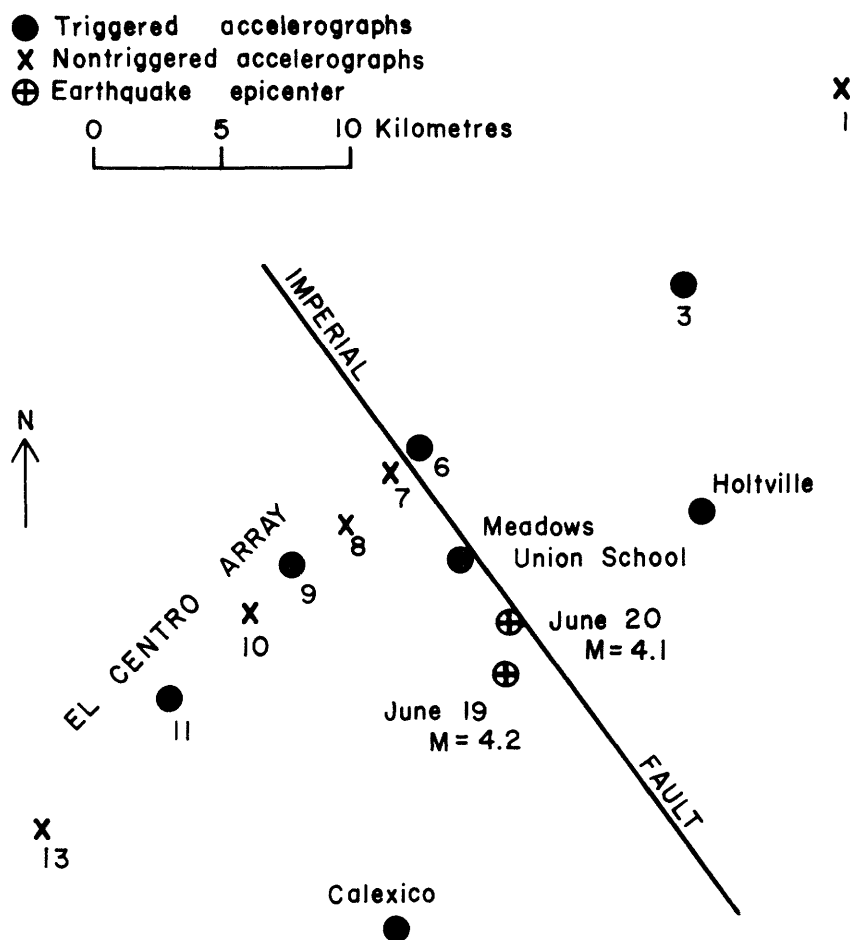 Triggered accelerographs
X Nontriggered accelerographs
Earthquake epicenter
0 5 10 Kilometres
1
IMPERIAL
3
N
6
7
Holtville
Meadows
Union School
8
EL CENTRO ARRAY
9
June 20
M = 4.1
10
June 19
M = 4.2
11
FAULT
13
Calexico